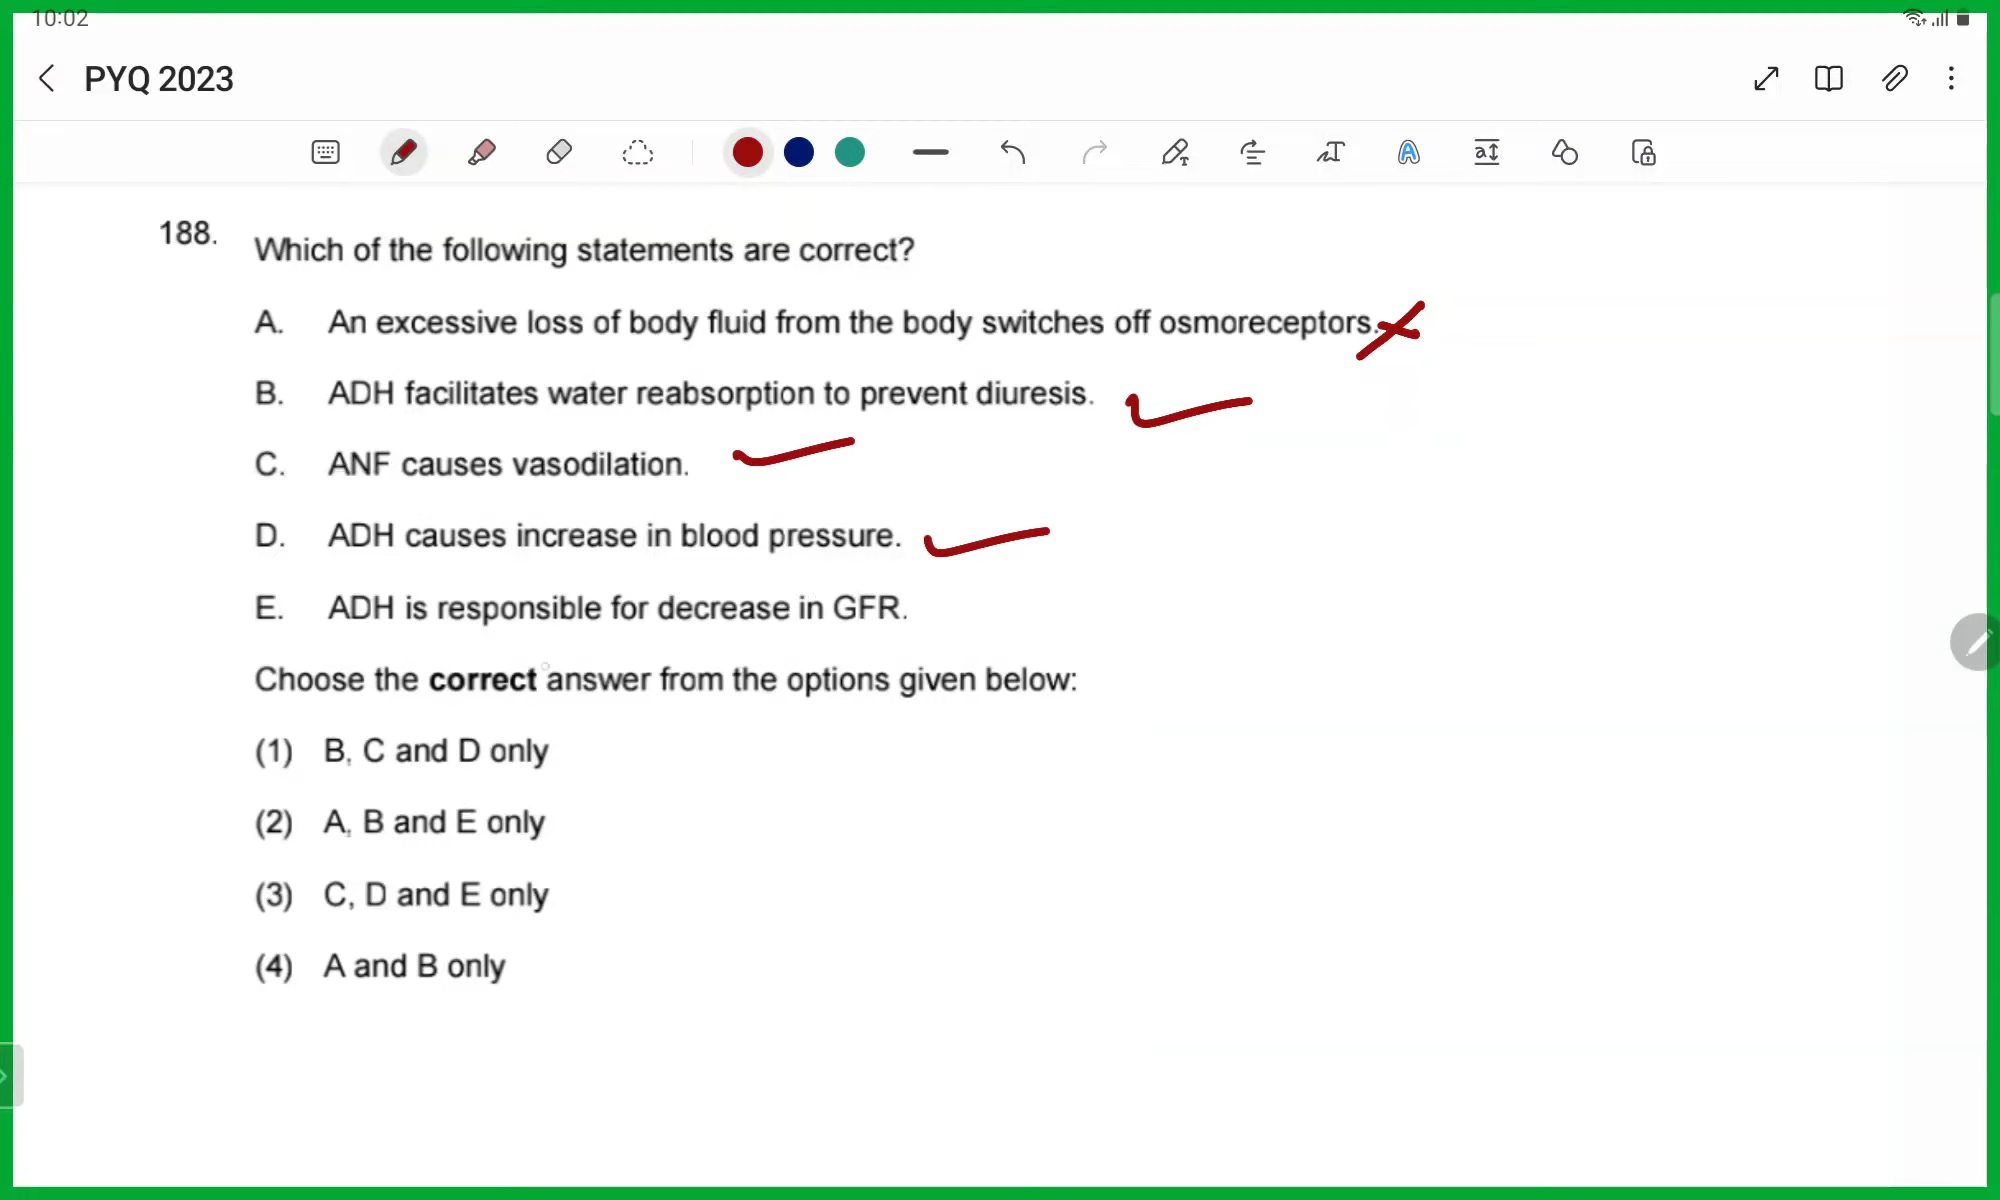 10:02
PYQ 2023
188.
Which of the following statements are correct?
A. An excessive loss of body fluid from the body switches off osmoreceptors.
B. ADH facilitates water reabsorption to prevent diuresis.
C. ANF causes vasodilation.
D. ADH causes increase in blood pressure.
E. ADH is responsible for decrease in GFR.
Choose the correct answer from the options given below:
(1) B, C and D only
(2) A, B and E only
(3) C, D and E only
(4) A and B only